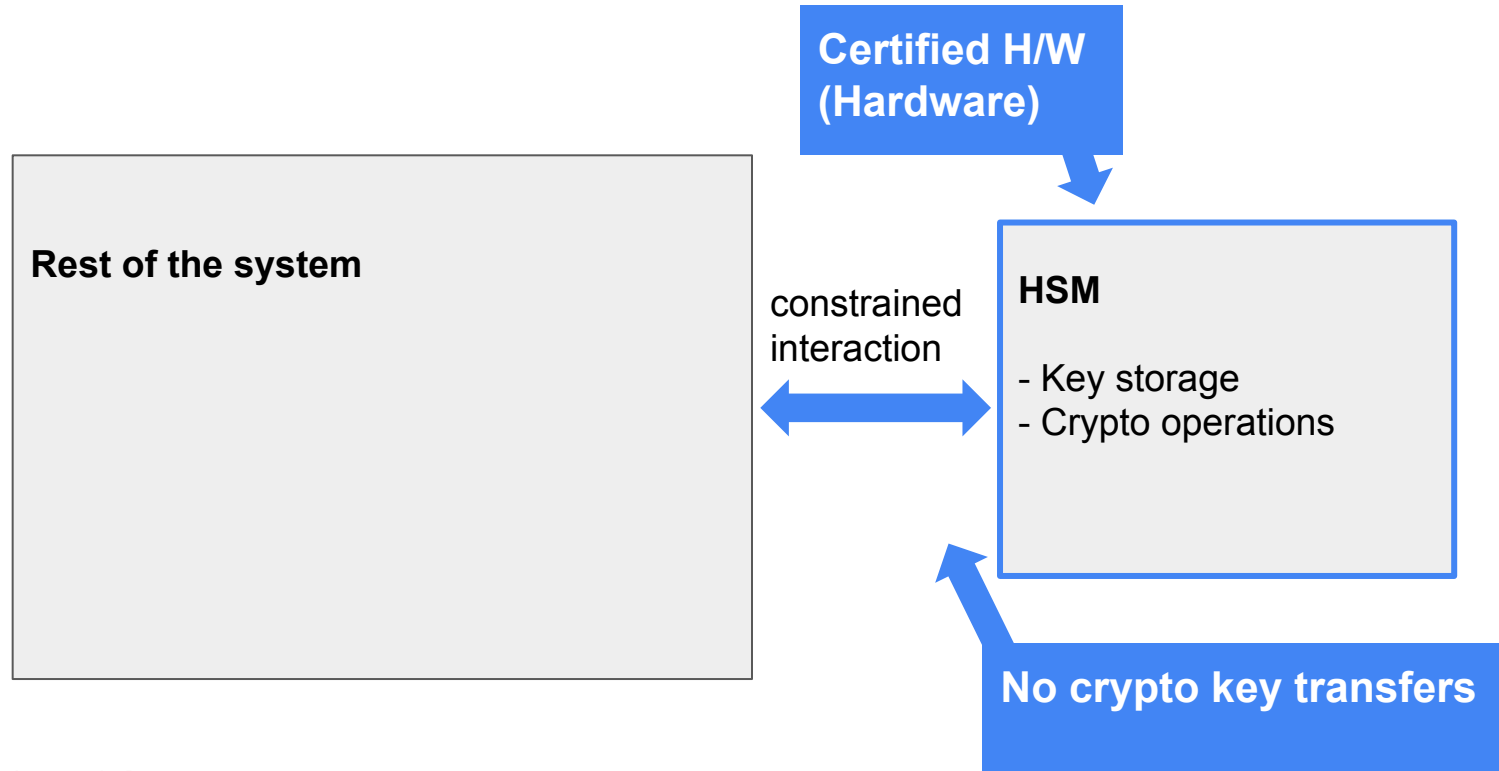 Certified H/W
(Hardware)
Rest of the system
constrained
interaction
HSM
- Key storage
- Crypto operations
No crypto key transfers